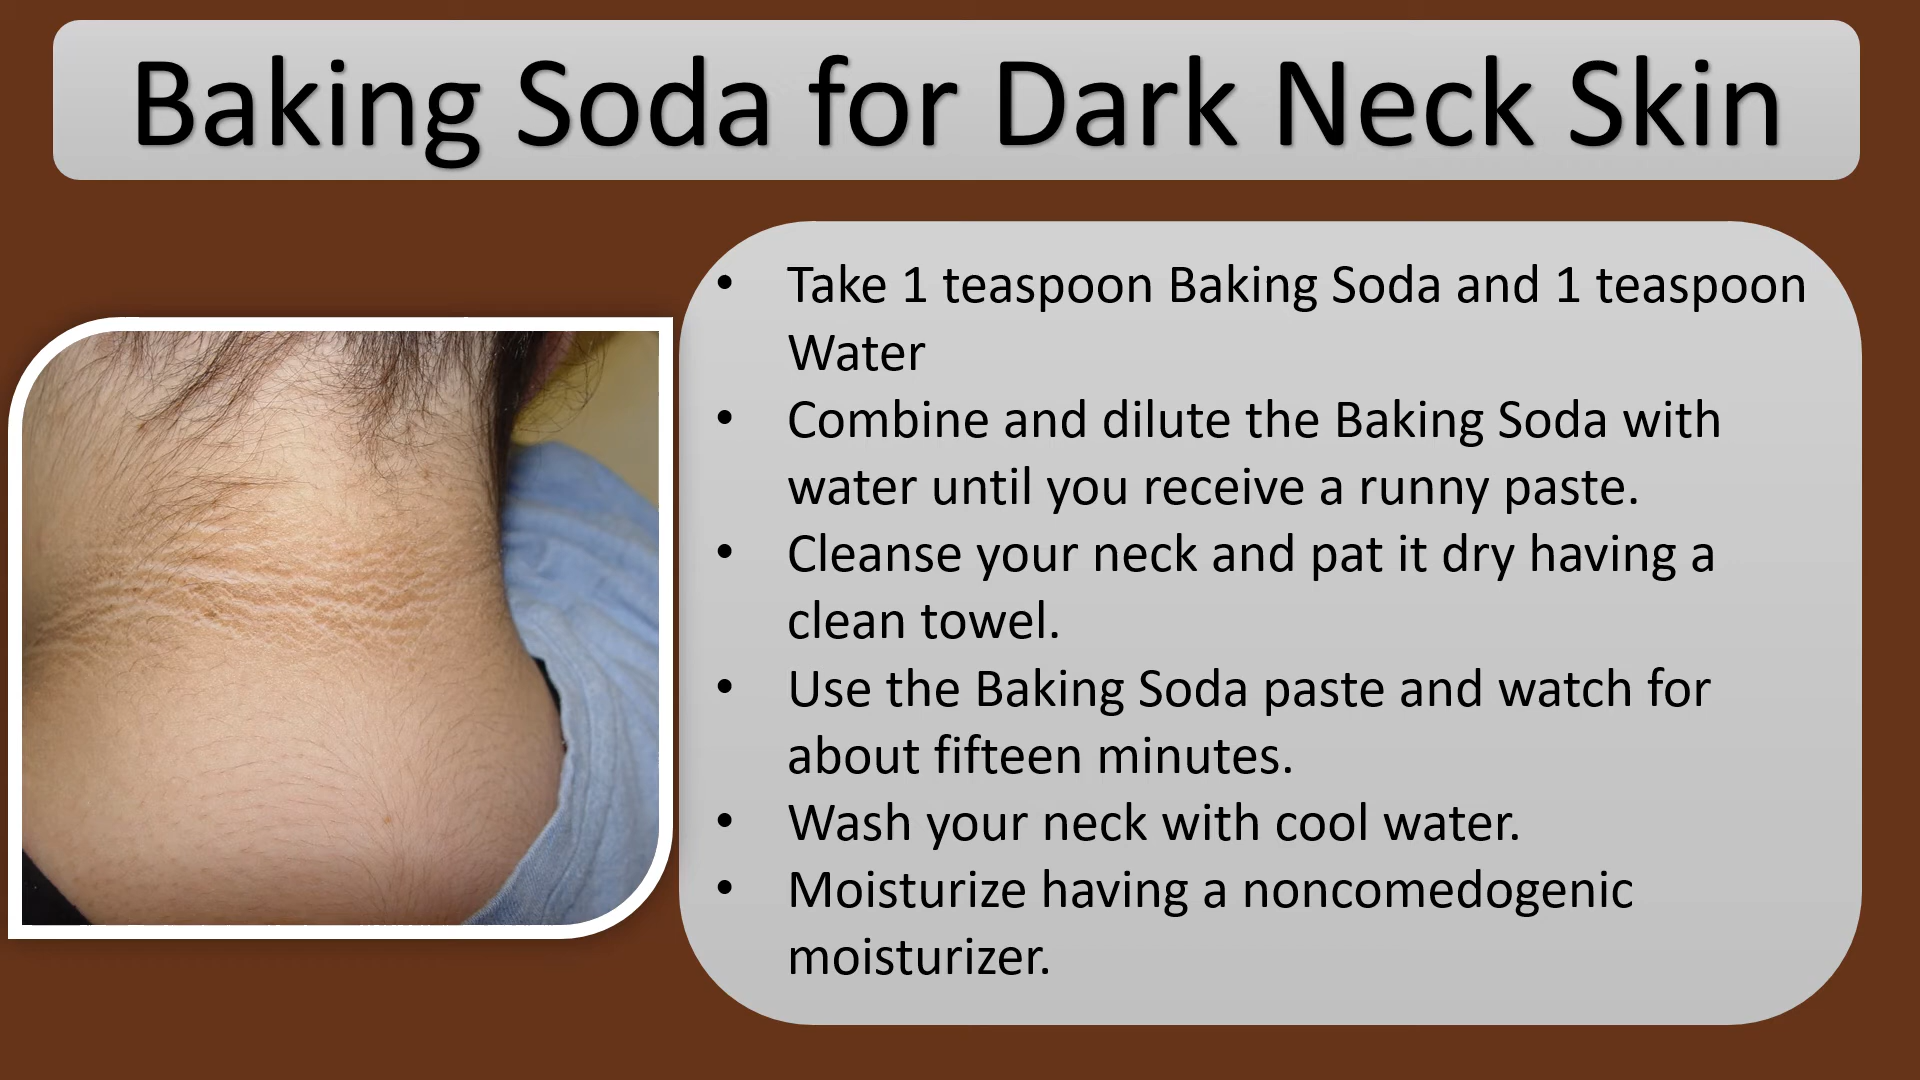 Baking Soda for Dark Neck Skin
• Take 1 teaspoon Baking Soda and 1 teaspoon
Water
• Combine and dilute the Baking Soda with
water until you receive a runny paste.
• Cleanse your neck and pat it dry having a
clean towel.
• Use the Baking Soda paste and watch for
about fifteen minutes.
• Wash your neck with cool water.
• Moisturize having a noncomedogenic
moisturizer.